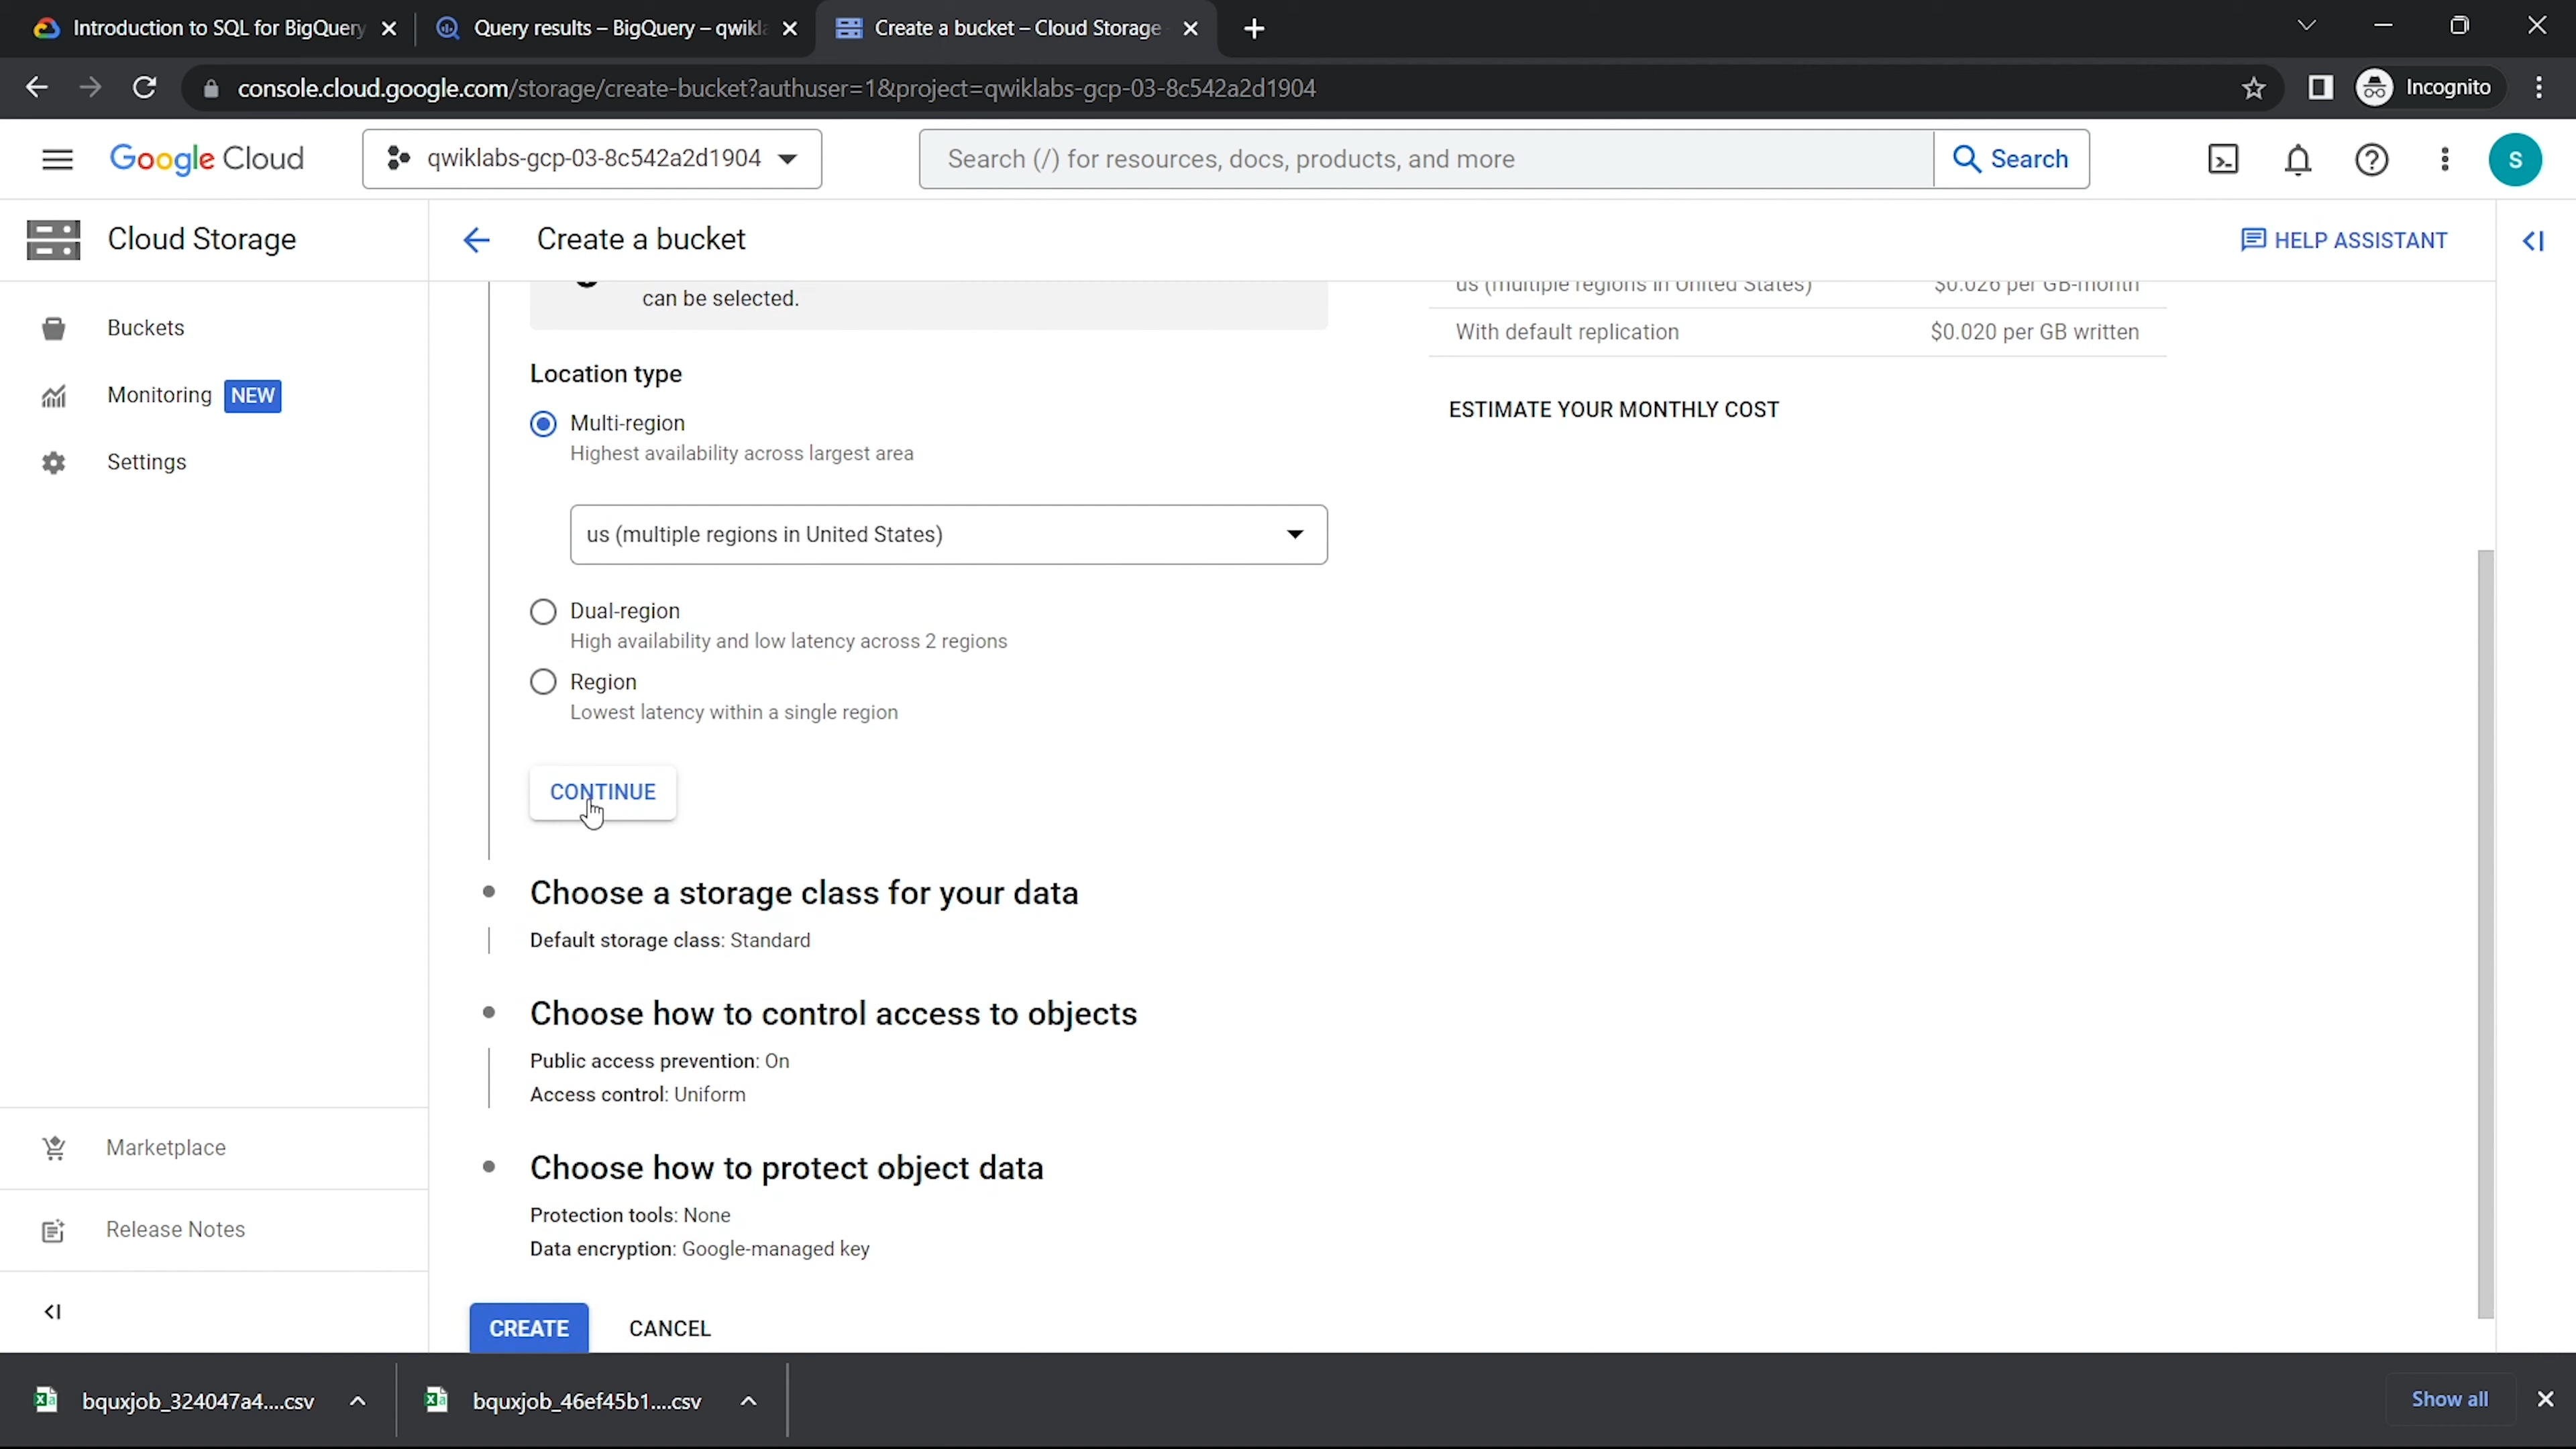 Introduction to SQL for BigQuery
Query results – BigQuery – qwikl
Create a bucket – Cloud Storage
console.cloud.google.com/storage/create-bucket?authuser=1&project=qwiklabs-gcp-03-8c542a2d1904
Incognito
Google Cloud
qwiklabs-gcp-03-8c542a2d1904
Search (/) for resources, docs, products, and more
Search
S
Cloud Storage
Create a bucket
HELP ASSISTANT
Buckets
Monitoring NEW
Settings
Marketplace
Release Notes
can be selected.
Location type
Multi-region
Highest availability across largest area
us (multiple regions in United States)
Dual-region
High availability and low latency across 2 regions
Region
Lowest latency within a single region
CONTINUE
Choose a storage class for your data
Default storage class: Standard
Choose how to control access to objects
Public access prevention: On
Access control: Uniform
Choose how to protect object data
Protection tools: None
Data encryption: Google-managed key
CREATE CANCEL
us (multiple regions in United States) $0.026 per GB-month
With default replication $0.020 per GB written
ESTIMATE YOUR MONTHLY COST
bquxjob_324047a4....csv
bquxjob_46ef45b1....csv
Show all